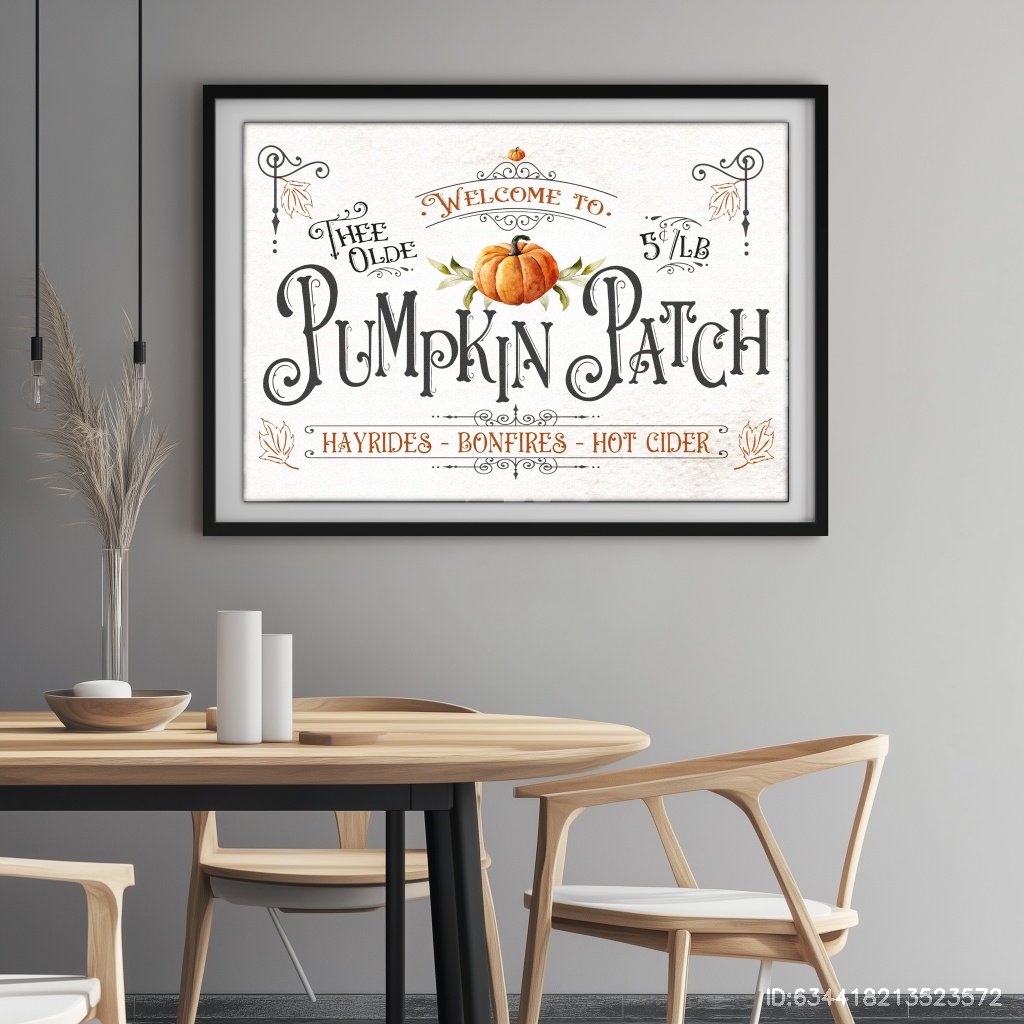 WELCOME TO
THEE
OLDE
5¢/LB
PUMPKIN PATCH
HAYRIDES - BONFIRES - HOT CIDER
ID:634418213523572